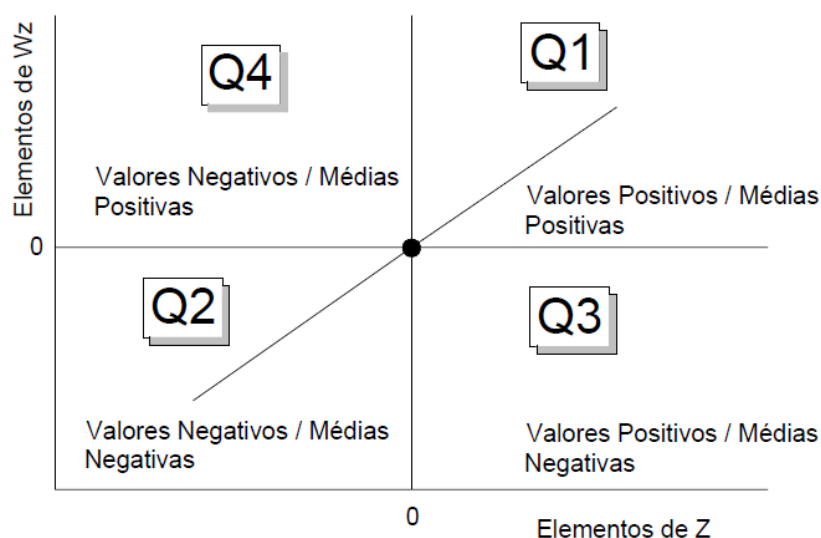 Elementos de Wz
Q4
Q1
Valores Negativos / Médias
Positivas
Valores Positivos / Médias
Positivas
0
Q2
Q3
Valores Negativos / Médias
Negativas
Valores Positivos / Médias
Negativas
0
Elementos de Z